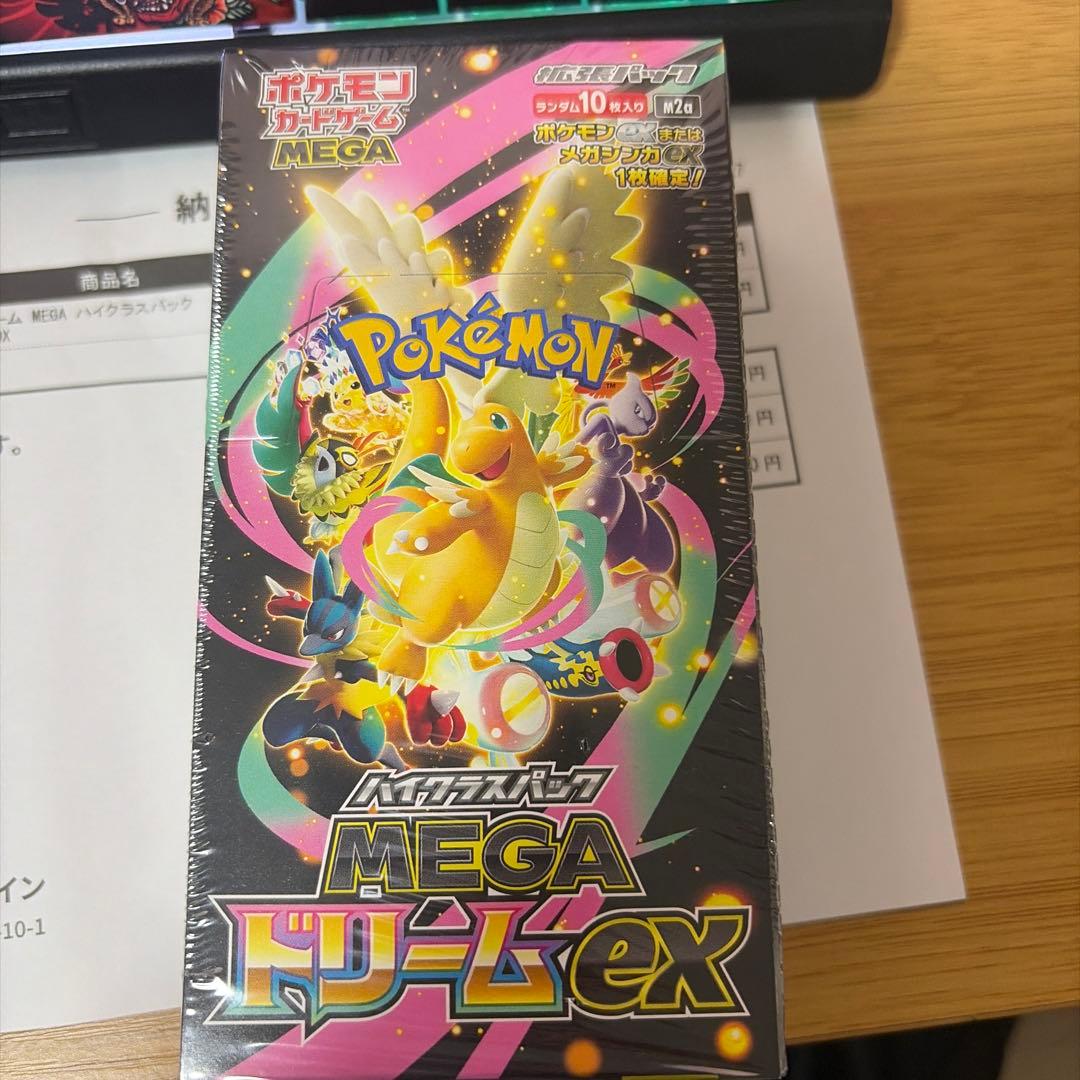 ポケモン
カードゲーム
MEGA
拡張パック
ランダム10枚入り M2a
ポケモンexまたは
メガシンカex
1枚確定!
POKéMON
TM
ハイクラスパック
MEGA
ドリームex
納
商品名
ーム MEGA ハイクラスパック
OX
す。
円
円
0円
イン
-10-1